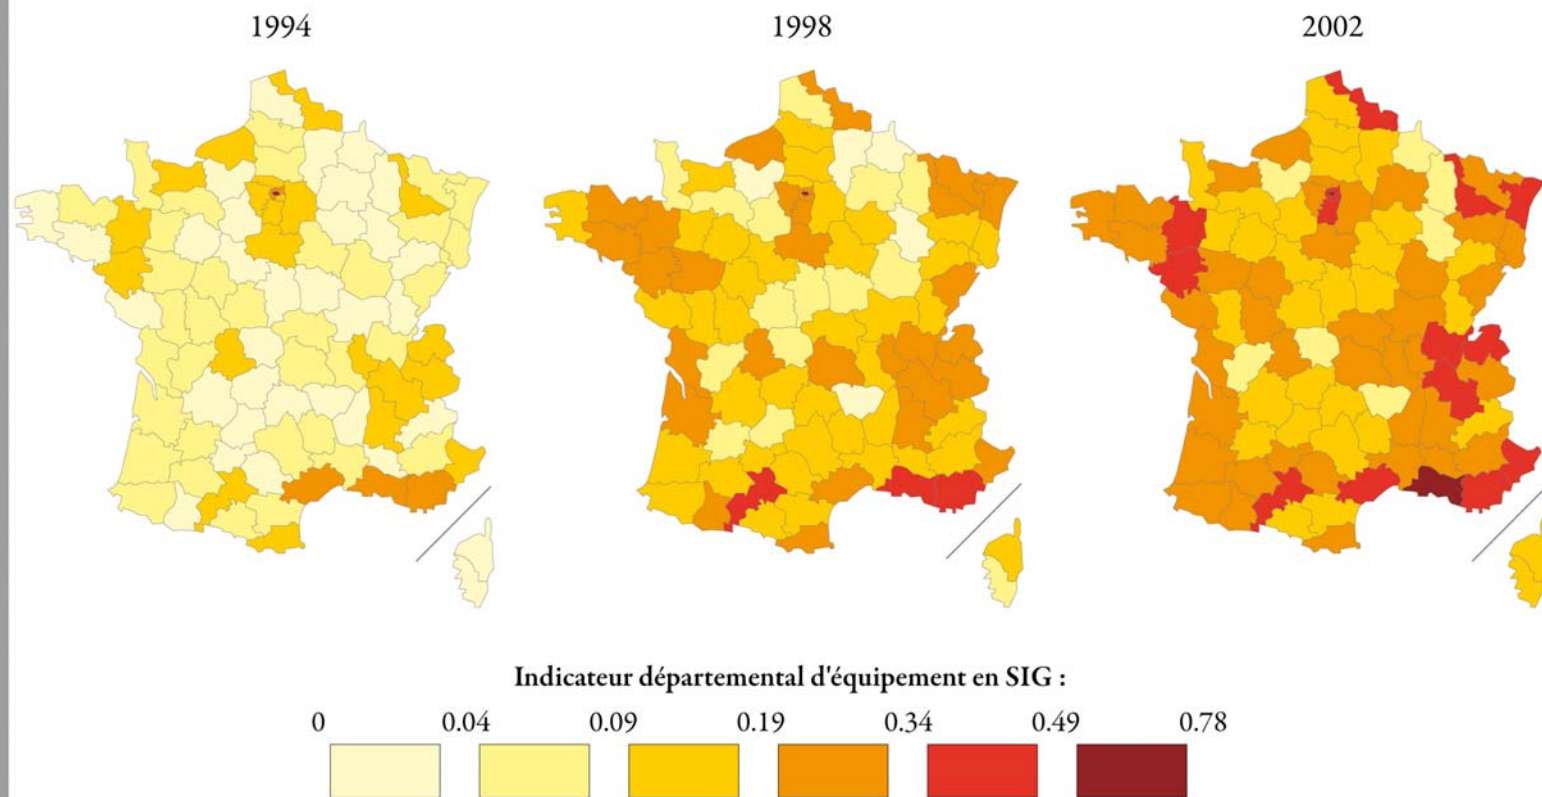 1994 1998 2002
Indicateur départemental d'équipement en SIG :
0 0.04 0.09 0.19 0.34 0.49 0.78